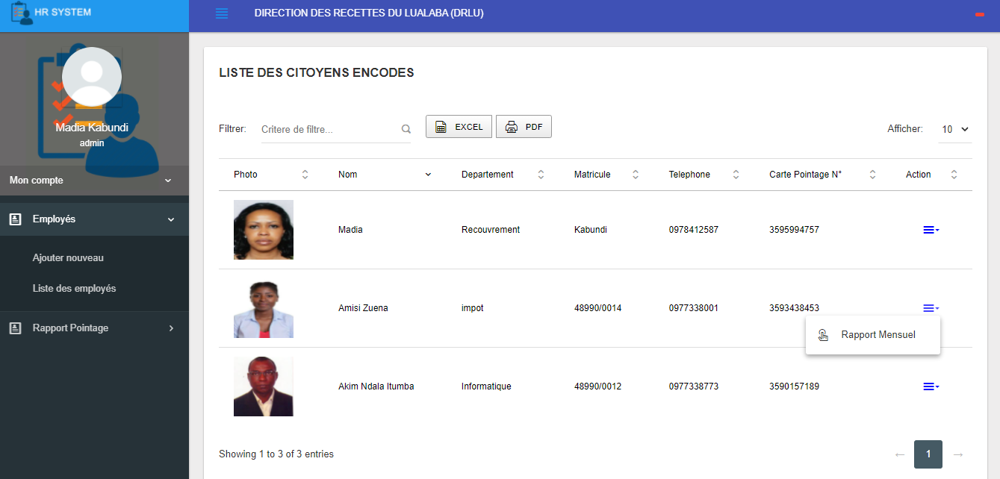 HR SYSTEM
DIRECTION DES RECETTES DU LUALABA (DRLU)
Madia Kabundi
admin
Mon compte
Employés
Ajouter nouveau
Liste des employés
Rapport Pointage
LISTE DES CITOYENS ENCODES
Filtrer: Critere de filtre... EXCEL PDF Afficher: 10
Photo Nom Departement Matricule Telephone Carte Pointage N° Action
Madia Recouvrement Kabundi 0978412587 3595994757
Amisi Zuena impot 48990/0014 0977338001 3593438453
Rapport Mensuel
Akim Ndala Itumba Informatique 48990/0012 0977338773 3590157189
Showing 1 to 3 of 3 entries ← 1 →